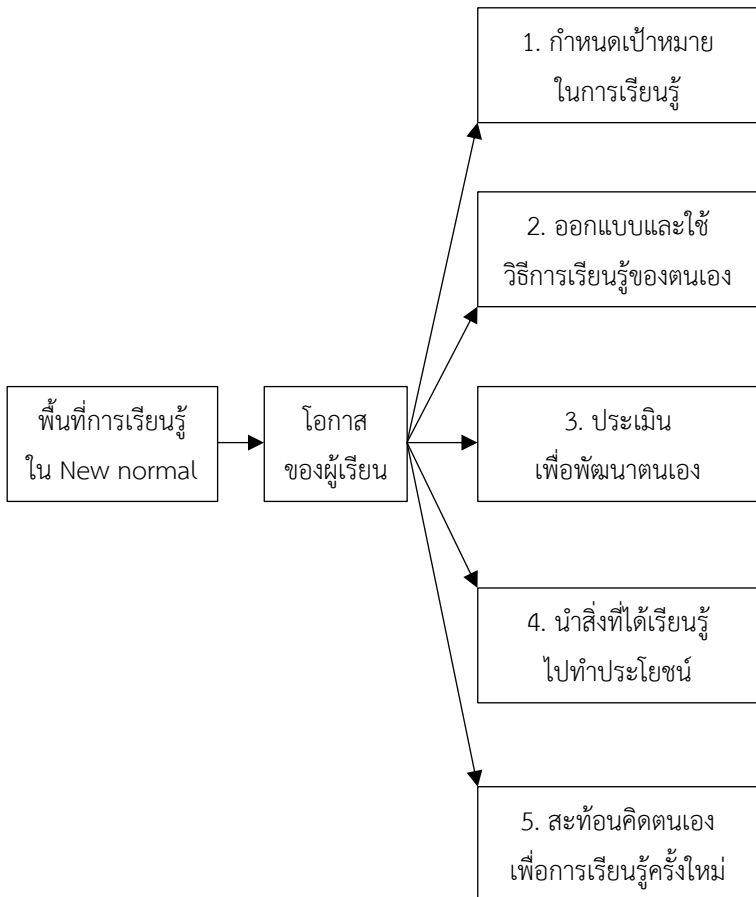 พื้นที่การเรียนรู้
ใน New normal
โอกาส
ของผู้เรียน
1. กำหนดเป้าหมาย
ในการเรียนรู้
2. ออกแบบและใช้
วิธีการเรียนรู้ของตนเอง
3. ประเมิน
เพื่อพัฒนาตนเอง
4. นำสิ่งที่ได้เรียนรู้
ไปทำประโยชน์
5. สะท้อนคิดตนเอง
เพื่อการเรียนรู้ครั้งใหม่